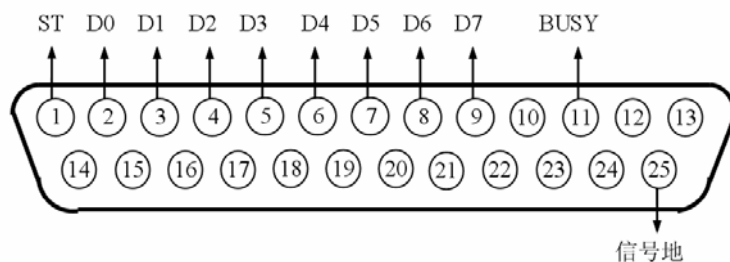 ST D0 D1 D2 D3 D4 D5 D6 D7 BUSY
1 2 3 4 5 6 7 8 9 10 11 12 13
14 15 16 17 18 19 20 21 22 23 24 25
信号地